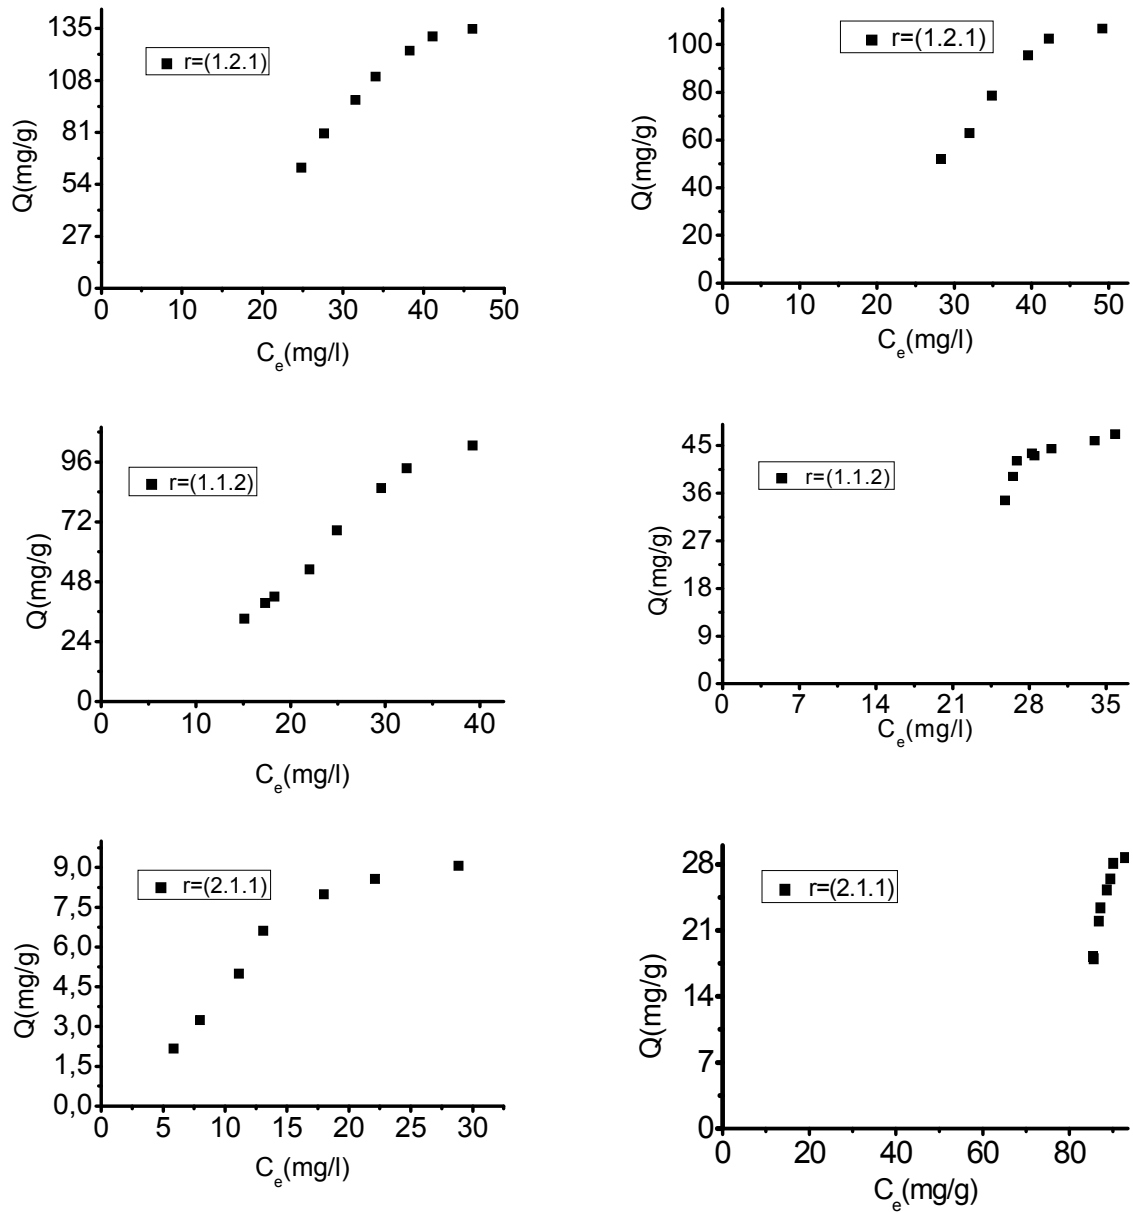 135
108
81
54
27
0
Q(mg/g)
r=(1.2.1)
0 10 20 30 40 50
Ce(mg/l)
100
80
60
40
20
0
Q(mg/g)
r=(1.2.1)
0 10 20 30 40 50
Ce(mg/l)
96
72
48
24
0
Q(mg/g)
r=(1.1.2)
0 10 20 30 40
Ce(mg/l)
45
36
27
18
9
0
Q(mg/g)
r=(1.1.2)
0 7 14 21 28 35
Ce(mg/l)
9,0
7,5
6,0
4,5
3,0
1,5
0,0
Q(mg/g)
r=(2.1.1)
0 5 10 15 20 25 30
Ce(mg/l)
28
21
14
7
0
Q(mg/g)
r=(2.1.1)
0 20 40 60 80
Ce(mg/g)